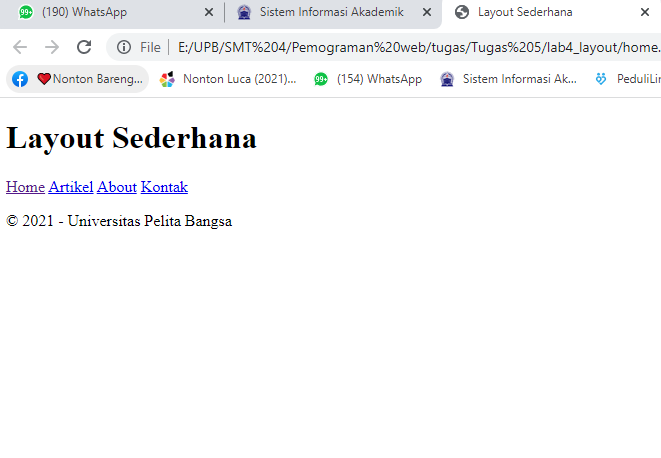 (190) WhatsApp
Sistem Informasi Akademik
Layout Sederhana
File
E:/UPB/SMT%204/Pemograman%20web/tugas/Tugas%205/lab4_layout/home.
Nonton Bareng...
Nonton Luca (2021)...
99+
(154) WhatsApp
Sistem Informasi Ak...
PeduliLin
Layout Sederhana
Home Artikel About Kontak
© 2021 - Universitas Pelita Bangsa